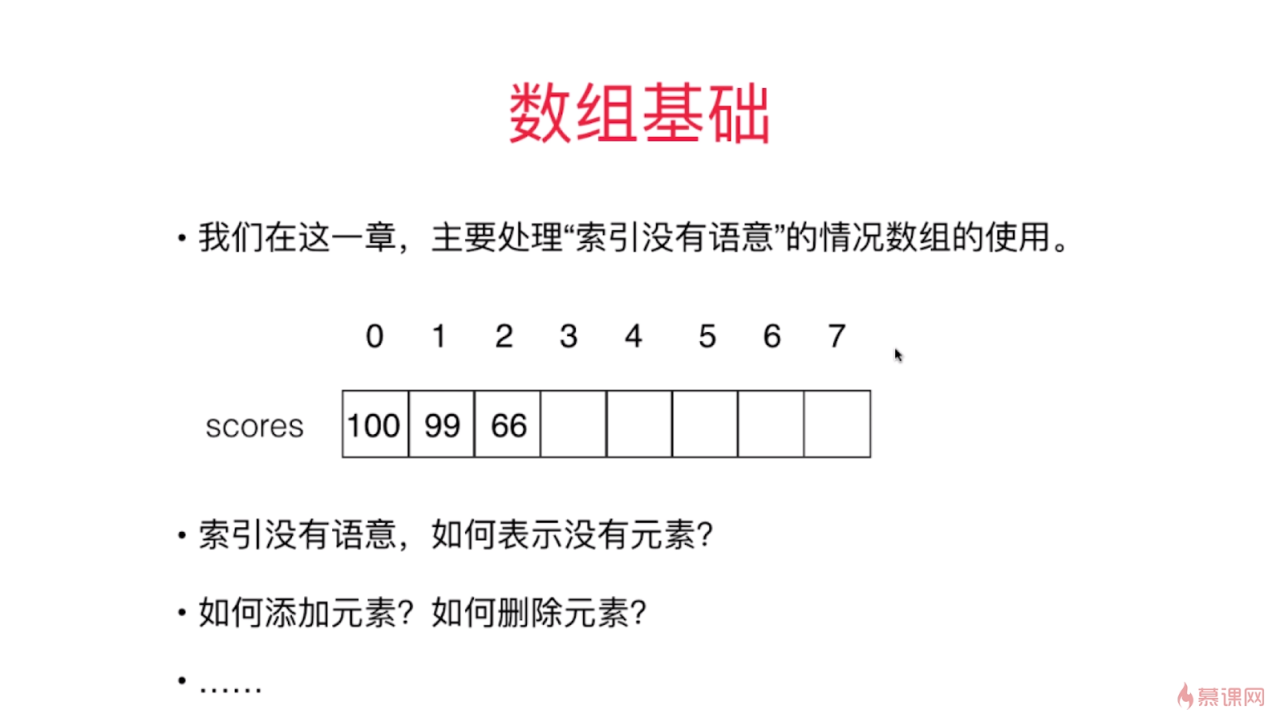 数组基础
• 我们在这一章，主要处理“索引没有语意”的情况数组的使用。
0 1 2 3 4 5 6 7
scores 100 99 66
• 索引没有语意，如何表示没有元素？
• 如何添加元素？如何删除元素？
• ……
慕课网